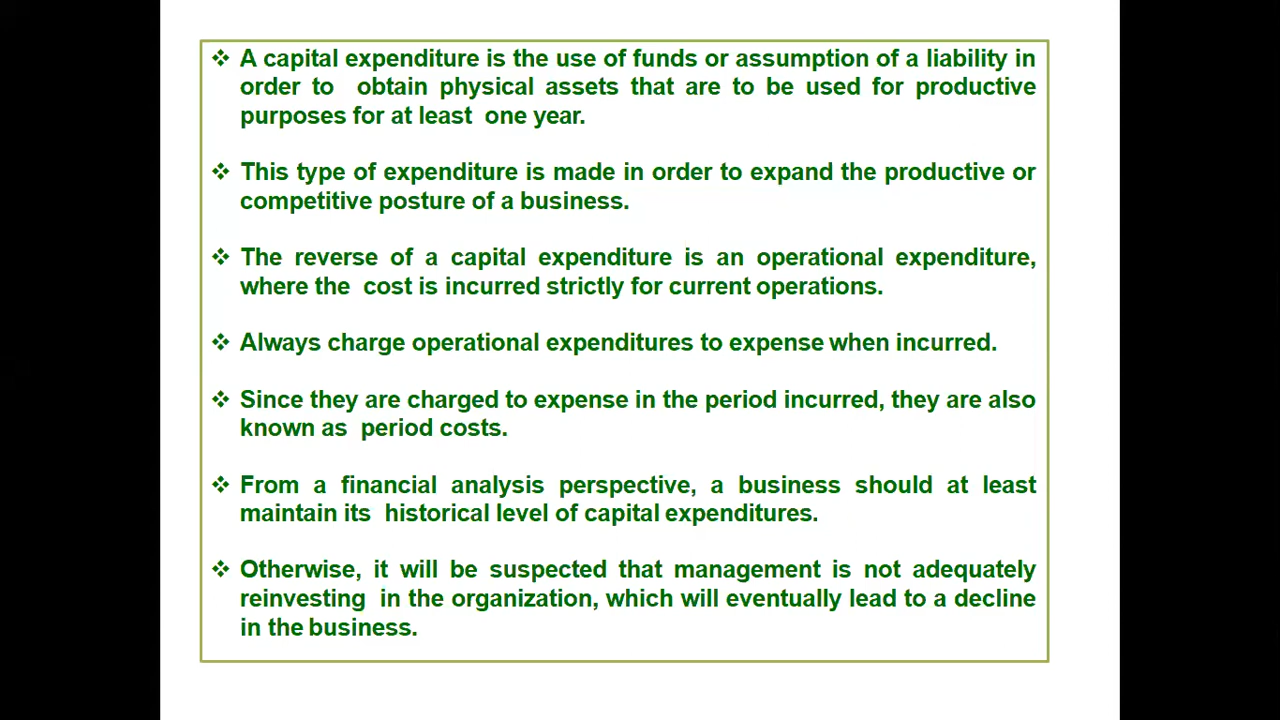 ❖ A capital expenditure is the use of funds or assumption of a liability in
order to obtain physical assets that are to be used for productive
purposes for at least one year.
❖ This type of expenditure is made in order to expand the productive or
competitive posture of a business.
❖ The reverse of a capital expenditure is an operational expenditure,
where the cost is incurred strictly for current operations.
❖ Always charge operational expenditures to expense when incurred.
❖ Since they are charged to expense in the period incurred, they are also
known as period costs.
❖ From a financial analysis perspective, a business should at least
maintain its historical level of capital expenditures.
❖ Otherwise, it will be suspected that management is not adequately
reinvesting in the organization, which will eventually lead to a decline
in the business.